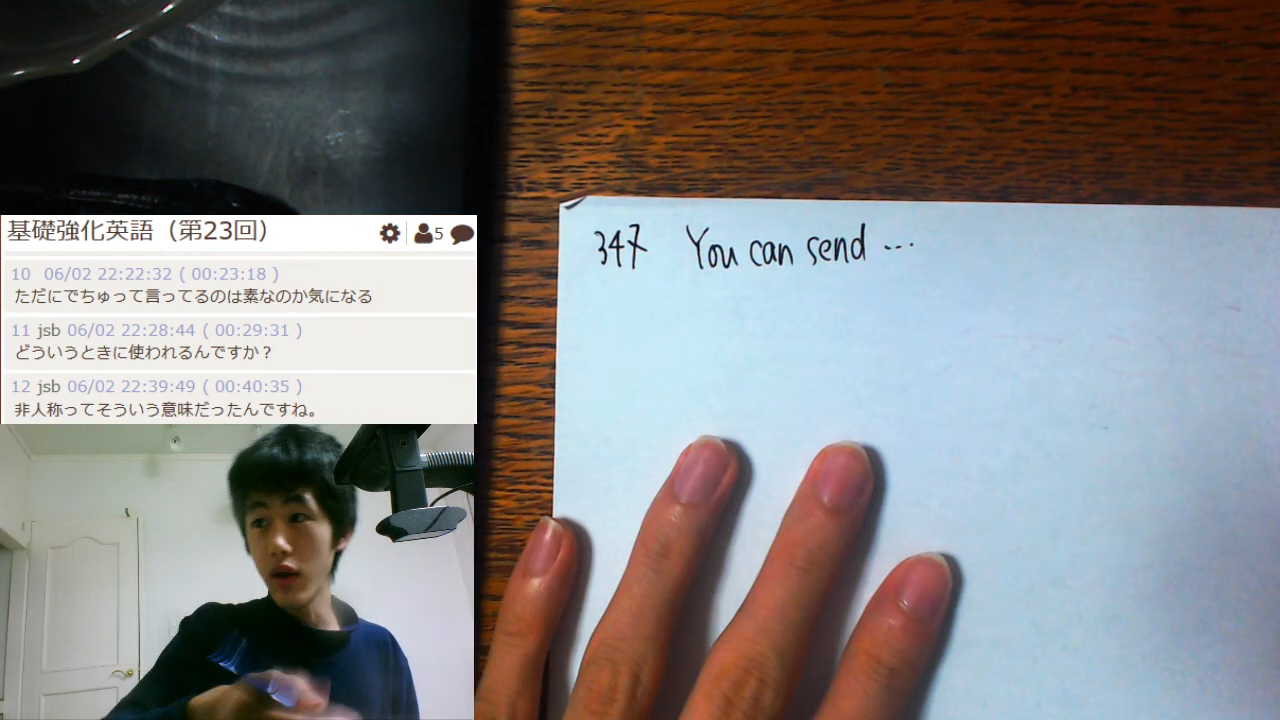 基礎強化英語（第23回）
5
10 06/02 22:22:32 ( 00:23:18 )
ただにでちゅって言ってるのは素なのか気になる
11 jsb 06/02 22:28:44 ( 00:29:31 )
どういうときに使われるんですか？
12 jsb 06/02 22:39:49 ( 00:40:35 )
非人称ってそういう意味だったんですね。
347 You can send ...